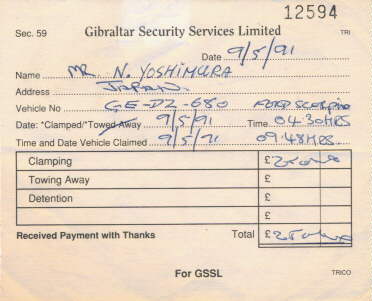 12594
Sec. 59 Gibraltar Security Services Limited TRI
Date 9/5/91
Name MR. N. YOSHIMURA
Address JAPAN.
Vehicle No GE-DZ-680 FORD SCORPIO
Date: *Clamped/*Towed Away 9/5/91 Time 04.30HRS
Time and Date Vehicle Claimed 9/5/91 09.48HRS.
Clamping £25
Towing Away £
Detention £
£
Received Payment with Thanks Total £25
For GSSL TRICO